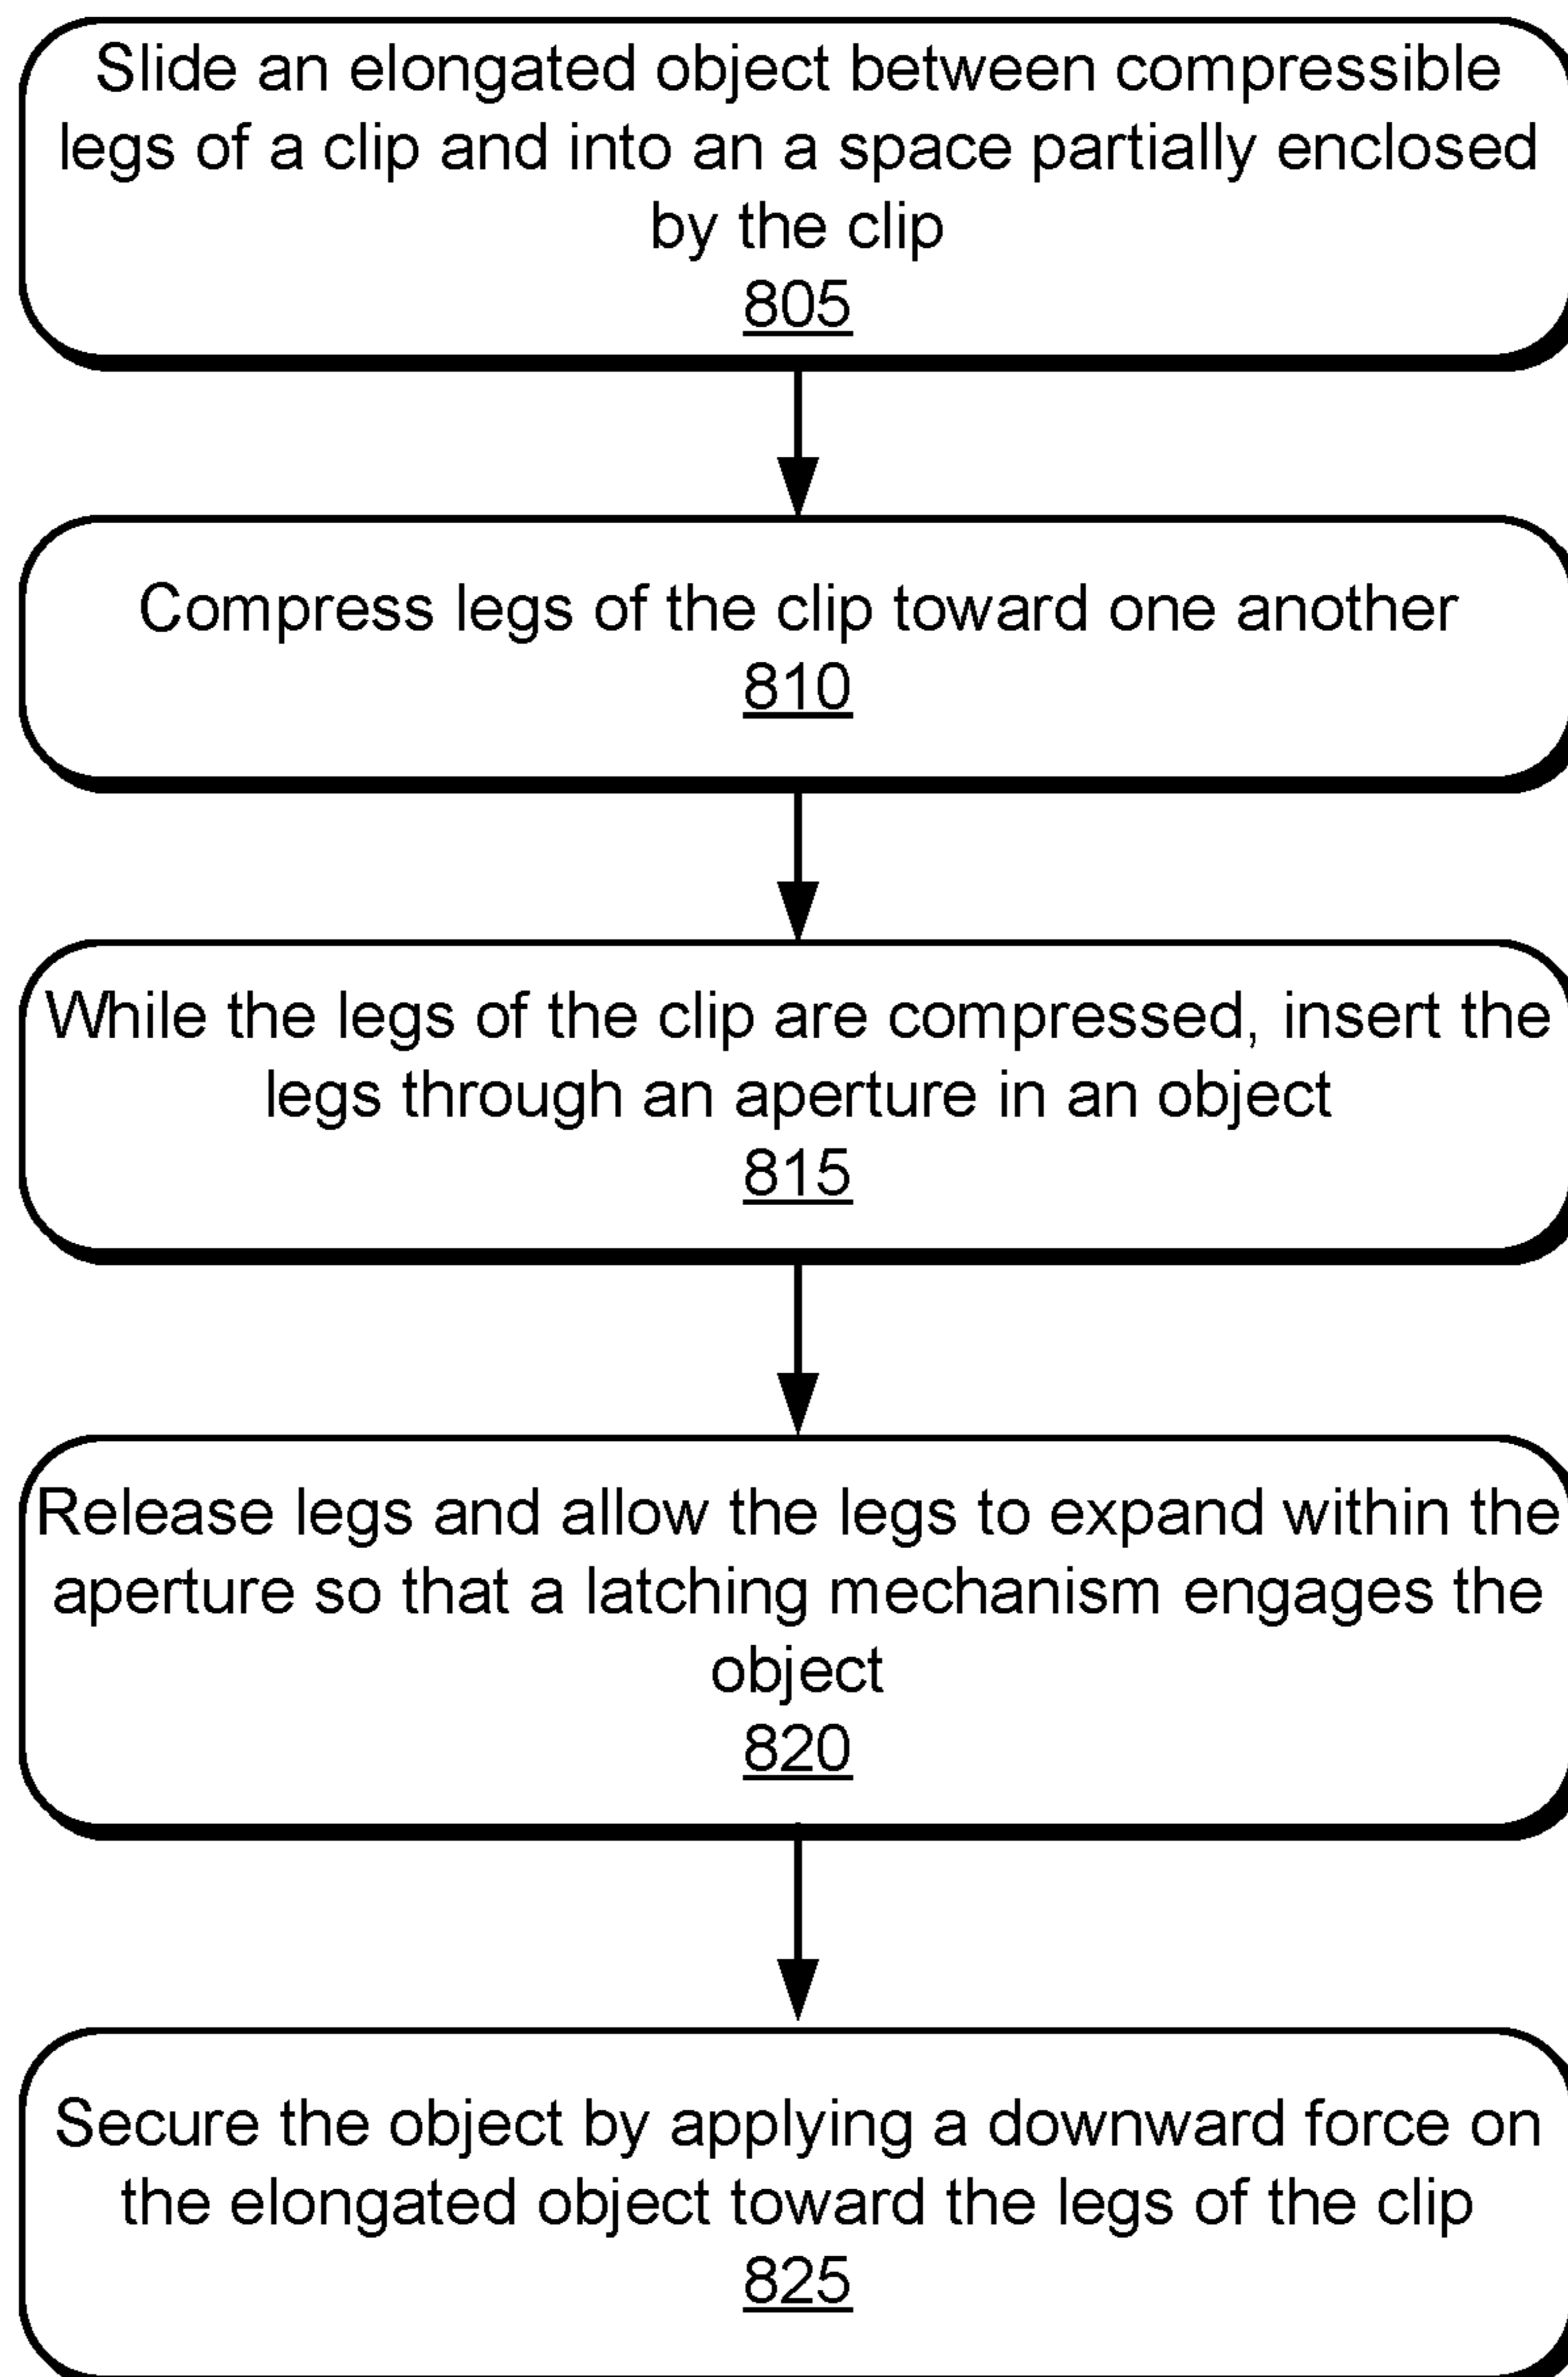 Slide an elongated object between compressible
legs of a clip and into an a space partially enclosed
by the clip
805
Compress legs of the clip toward one another
810
While the legs of the clip are compressed, insert the
legs through an aperture in an object
815
Release legs and allow the legs to expand within the
aperture so that a latching mechanism engages the
object
820
Secure the object by applying a downward force on
the elongated object toward the legs of the clip
825